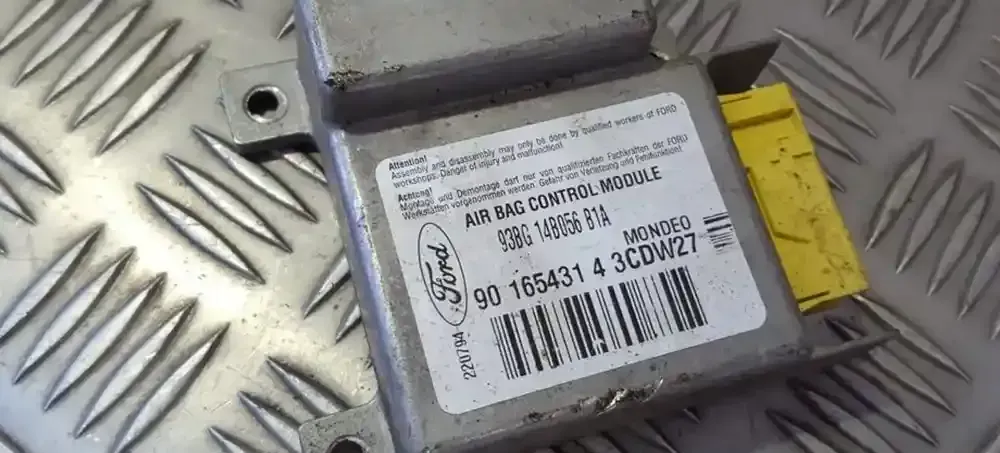 Attention!
Assembly and disassembly may only be done by qualified workers of FORD
workshops. Danger of injury and malfunction!
Achtung!
Montage und Demontage darf nur von qualifizierten Fachkräften der FORD
Werkstätten vorgenommen werden. Gefahr von Verletzung und Fehlfunktion!
AIR BAG CONTROL MODULE
93BG 14B056 B1A
MONDEO
Ford
90 165431 4 3CDW27
220794